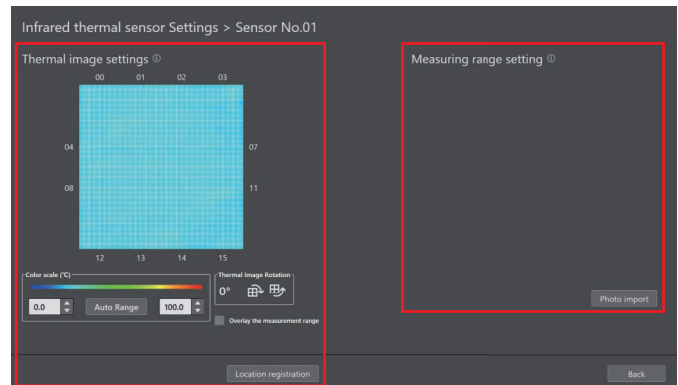 Infrared thermal sensor Settings > Sensor No.01
Thermal image settings ⓘ
00 01 02 03
04 07
08 11
12 13 14 15
Color scale (℃)
0.0 Auto Range 100.0
Thermal Image Rotation
0°
Overlay the measurement range
Location registration
Measuring range setting ⓘ
Photo import
Back